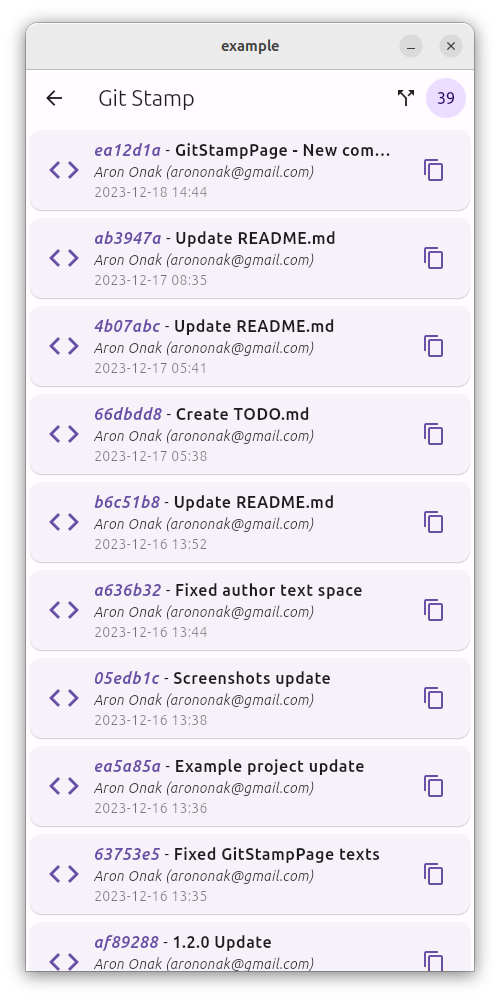 example
Git Stamp
39
ea12d1a - GitStampPage - New com...
Aron Onak (arononak@gmail.com)
2023-12-18 14:44
ab3947a - Update README.md
Aron Onak (arononak@gmail.com)
2023-12-17 08:35
4b07abc - Update README.md
Aron Onak (arononak@gmail.com)
2023-12-17 05:41
66dbdd8 - Create TODO.md
Aron Onak (arononak@gmail.com)
2023-12-17 05:38
b6c51b8 - Update README.md
Aron Onak (arononak@gmail.com)
2023-12-16 13:52
a636b32 - Fixed author text space
Aron Onak (arononak@gmail.com)
2023-12-16 13:44
05edb1c - Screenshots update
Aron Onak (arononak@gmail.com)
2023-12-16 13:38
ea5a85a - Example project update
Aron Onak (arononak@gmail.com)
2023-12-16 13:36
63753e5 - Fixed GitStampPage texts
Aron Onak (arononak@gmail.com)
2023-12-16 13:35
af89288 - 1.2.0 Update
Aron Onak (arononak@gmail.com)